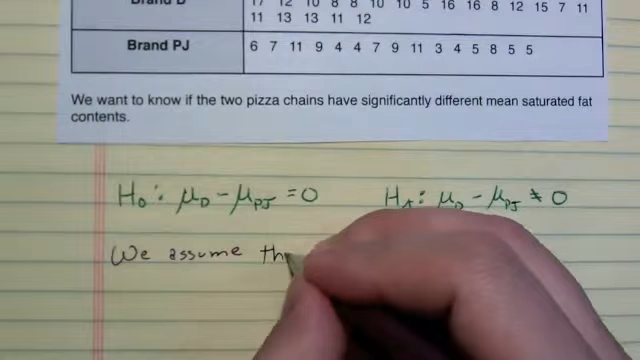 Brand D 17 12 10 8 8 10 10 5 16 16 8 12 15 7 11
11 13 13 11 12
Brand PJ 6 7 11 9 4 4 7 9 11 3 4 5 8 5 5
We want to know if the two pizza chains have significantly different mean saturated fat
contents.
H₀: μD - μPJ = 0 HA: μD - μPJ ≠ 0
We assume th